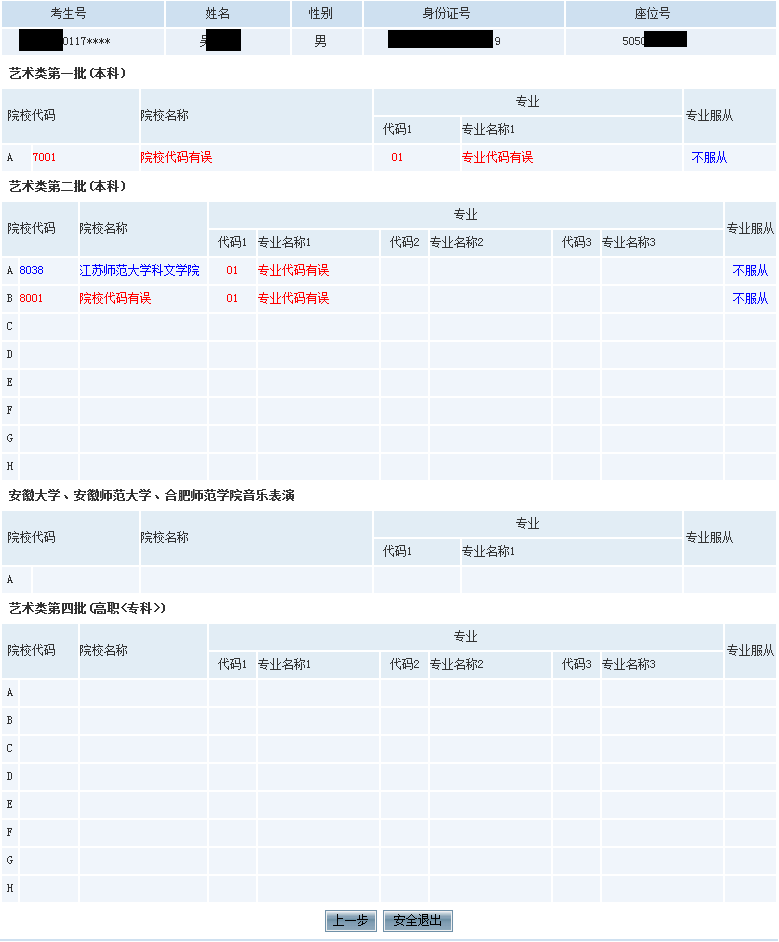 考生号 姓名 性别 身份证号 座位号
0117**** 男 9 505
艺术类第一批(本科)
院校代码 院校名称 专业 专业服从
代码1 专业名称1
A 7001 院校代码有误 01 专业代码有误 不服从
艺术类第二批(本科)
院校代码 院校名称 专业 专业服从
代码1 专业名称1 代码2 专业名称2 代码3 专业名称3
A 8038 江苏师范大学科文学院 01 专业代码有误 不服从
B 8001 院校代码有误 01 专业代码有误 不服从
C
D
E
F
G
H
安徽大学、安徽师范大学、合肥师范学院音乐表演
院校代码 院校名称 专业 专业服从
代码1 专业名称1
A
艺术类第四批(高职<专科>)
院校代码 院校名称 专业 专业服从
代码1 专业名称1 代码2 专业名称2 代码3 专业名称3
A
B
C
D
E
F
G
H
上一步 安全退出